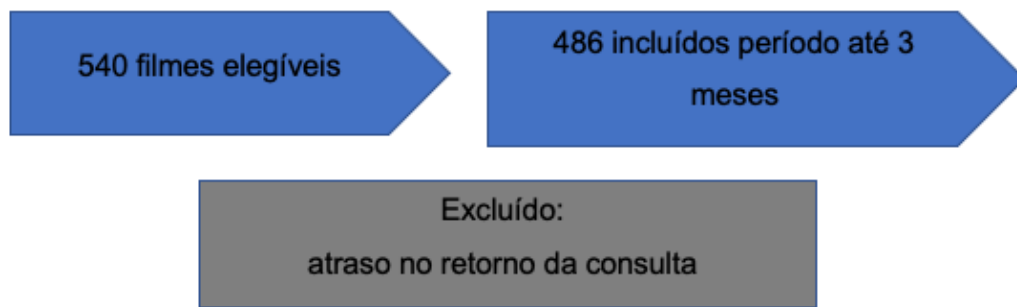 540 filmes elegíveis
486 incluídos período até 3
meses
Excluído:
atraso no retorno da consulta